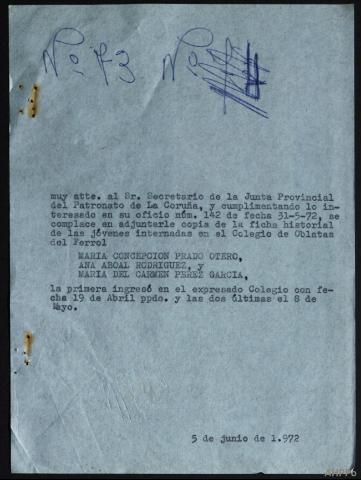 Nº 73 Nº
muy atte. al Sr. Secretario de la Junta Provincial
del Patronato de La Coruña, y cumplimentando lo in-
teresado en su oficio núm. 142 de fecha 31-5-72, se
complace en adjuntarle copia de la ficha historial
de las jóvenes internadas en el Colegio de Oblatas
del Ferrol
MARIA CONCEPCION PRADO OTERO,
ANA ABOAL RODRIGUEZ, y
MARIA DEL CARMEN PEREZ GARCIA,
la primera ingresó en el expresado Colegio con fe-
cha 19 de Abril ppdo. y las dos últimas el 8 de
Mayo.
5 de junio de 1.972